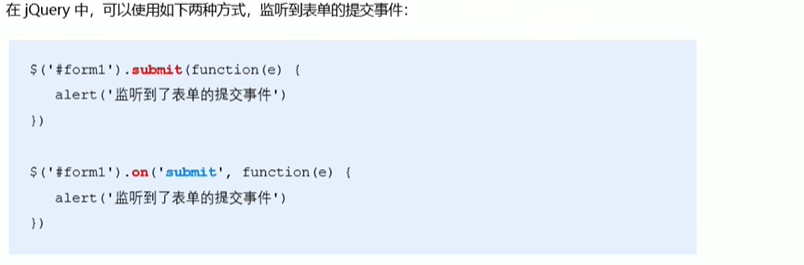 在 jQuery 中，可以使用如下两种方式，监听到表单的提交事件：
$('#form1').submit(function(e) {
alert('监听到了表单的提交事件')
})
$('#form1').on('submit', function(e) {
alert('监听到了表单的提交事件')
})